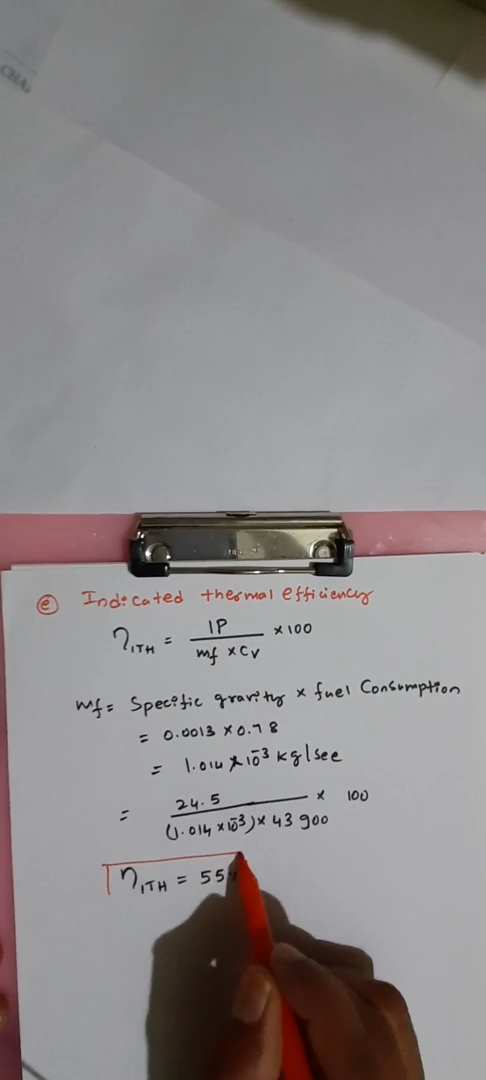 CHA
ⓔ Indicated thermal efficiency
η_ITH = IP / mf × CV × 100
mf = Specific gravity × fuel Consumption
= 0.0013 × 0.78
= 1.014 × 10⁻³ kg/sec
= 24.5 / (1.014 × 10⁻³) × 43 900 × 100
η_ITH = 55